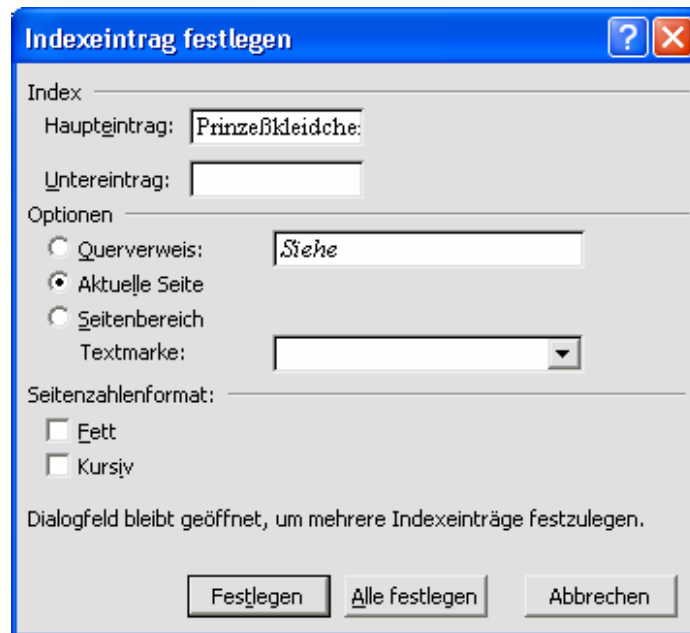 Indexeintrag festlegen
Index
Haupteintrag: Prinzeßkleidche
Untereintrag:
Optionen
Querverweis: Siehe
Aktuelle Seite
Seitenbereich
Textmarke:
Seitenzahlenformat:
Fett
Kursiv
Dialogfeld bleibt geöffnet, um mehrere Indexeinträge festzulegen.
Festlegen Alle festlegen Abbrechen